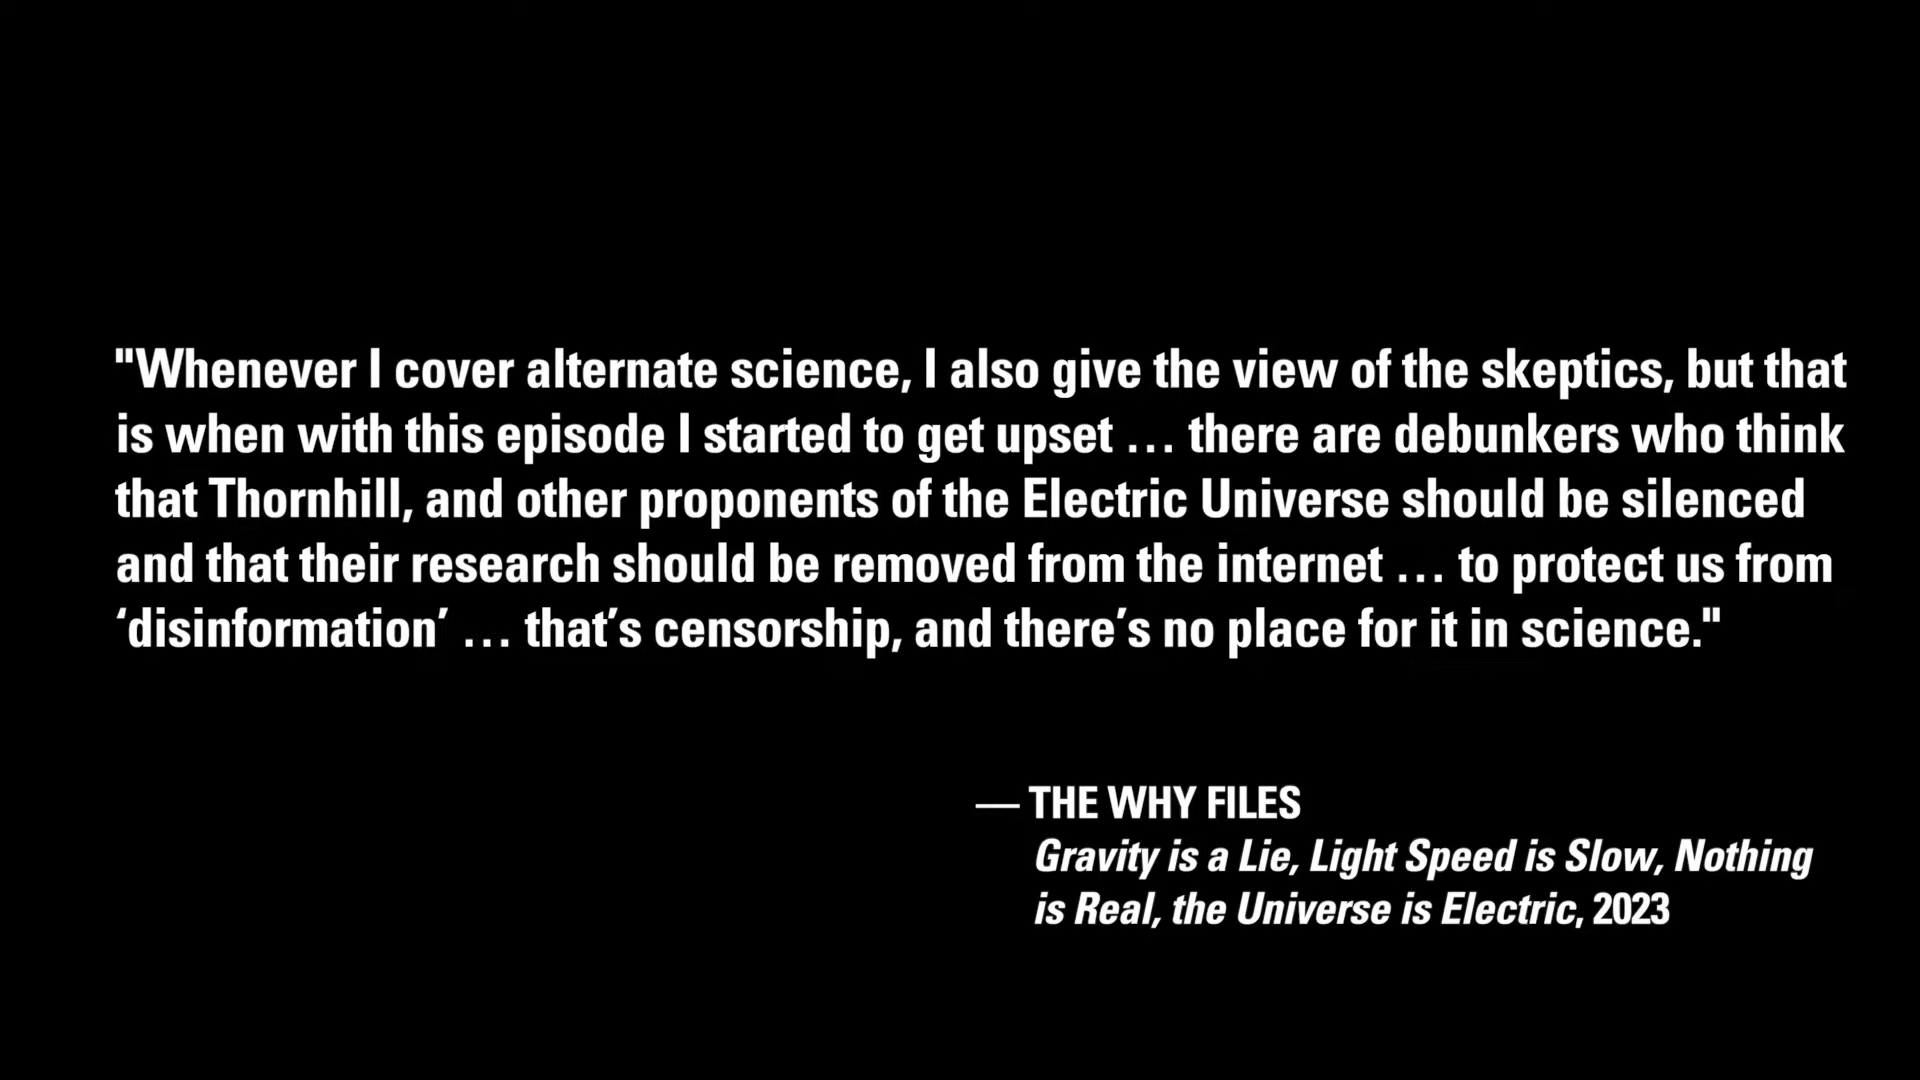 "Whenever I cover alternate science, I also give the view of the skeptics, but that
is when with this episode I started to get upset … there are debunkers who think
that Thornhill, and other proponents of the Electric Universe should be silenced
and that their research should be removed from the internet … to protect us from
‘disinformation’ … that’s censorship, and there’s no place for it in science."
— THE WHY FILES
Gravity is a Lie, Light Speed is Slow, Nothing
is Real, the Universe is Electric, 2023